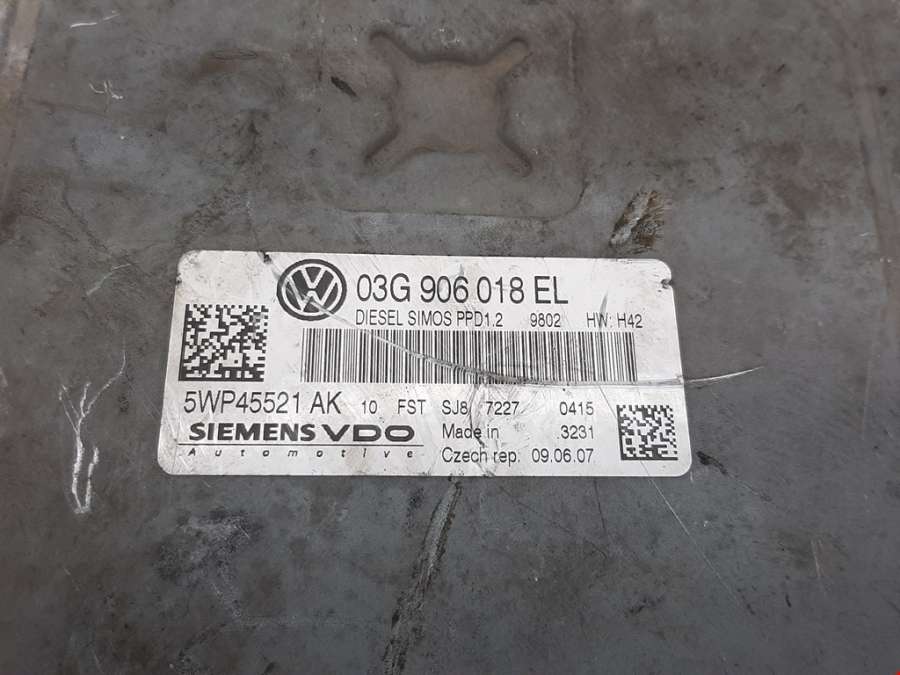 03G 906 018 EL
DIESEL SIMOS PPD1.2 9802 HW: H42
5WP45521 AK 10 FST SJ8 7227 0415
SIEMENS VDO Made in .3231
Automotive Czech rep. 09.06.07